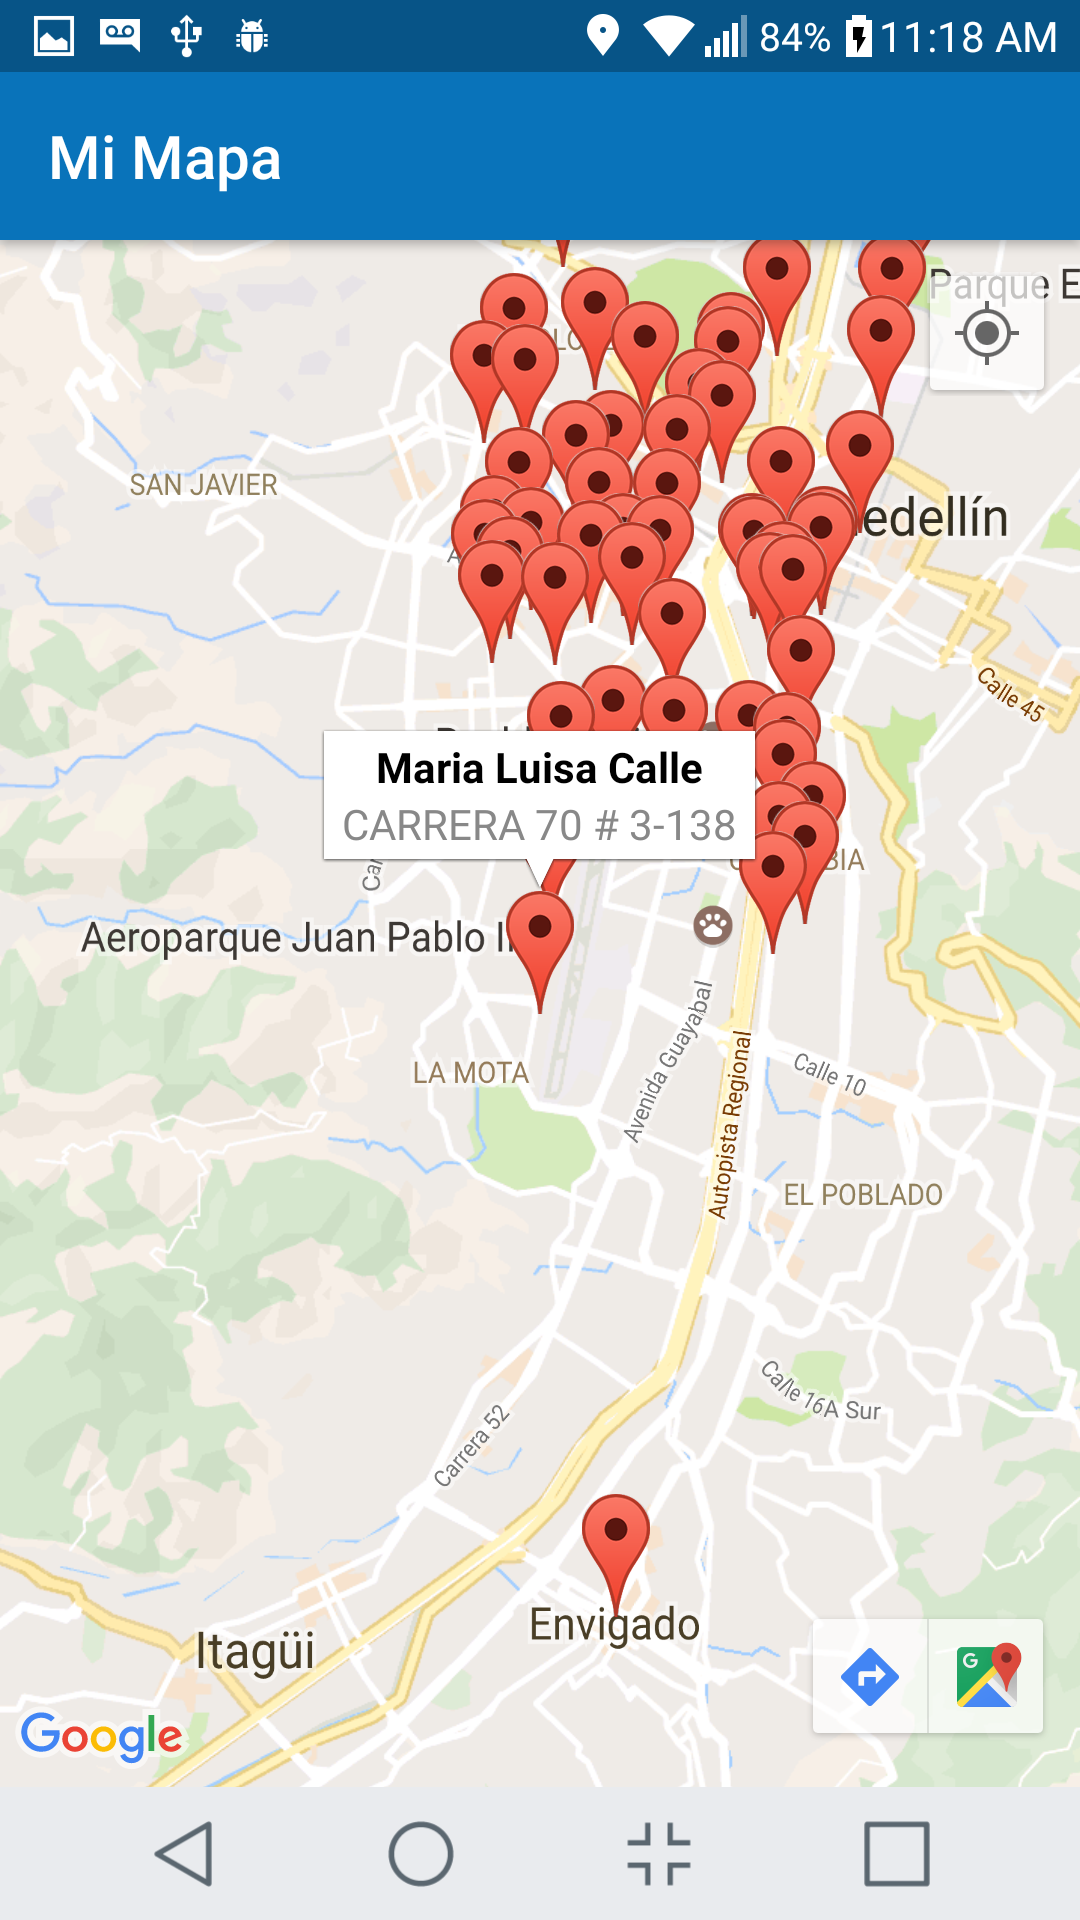 84% 11:18 AM
Mi Mapa
Parque E
SAN JAVIER
edellín
Calle 45
Maria Luisa Calle
CARRERA 70 # 3-138
BIA
Aeroparque Juan Pablo II
LA MOTA
Avenida Guayabal
Autopista Regional
Calle 10
EL POBLADO
Calle 16A Sur
Carrera 52
Envigado
Itagüi
G
Google